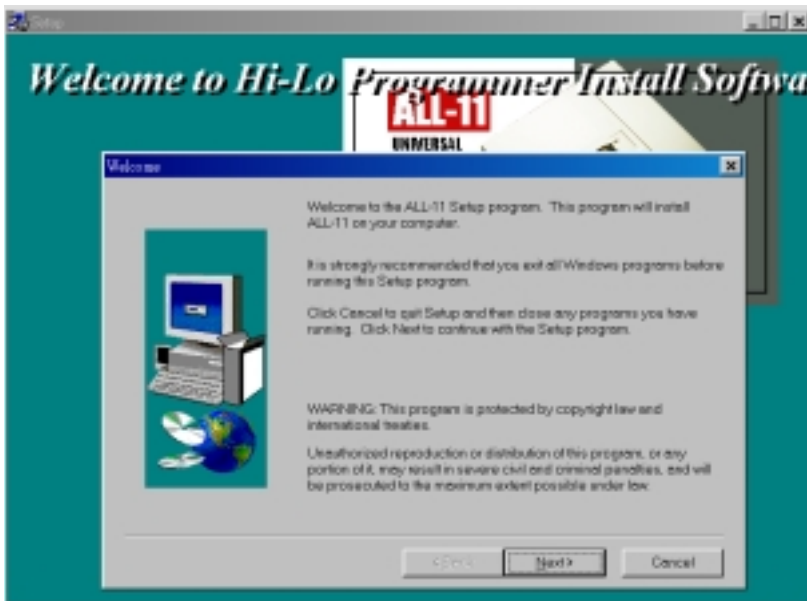 Setup
Welcome to Hi-Lo Programmer Install Softwa
ALL-11
UNIVERSAL
Welcome
Welcome to the ALL-11 Setup program. This program will install
ALL-11 on your computer.
It is strongly recommended that you exit all Windows programs before
running this Setup program.
Click Cancel to quit Setup and then close any programs you have
running. Click Next to continue with the Setup program.
WARNING: This program is protected by copyright law and
international treaties.
Unauthorized reproduction or distribution of this program, or any
portion of it, may result in severe civil and criminal penalties, and will
be prosecuted to the maximum extent possible under law.
< Back
Next >
Cancel